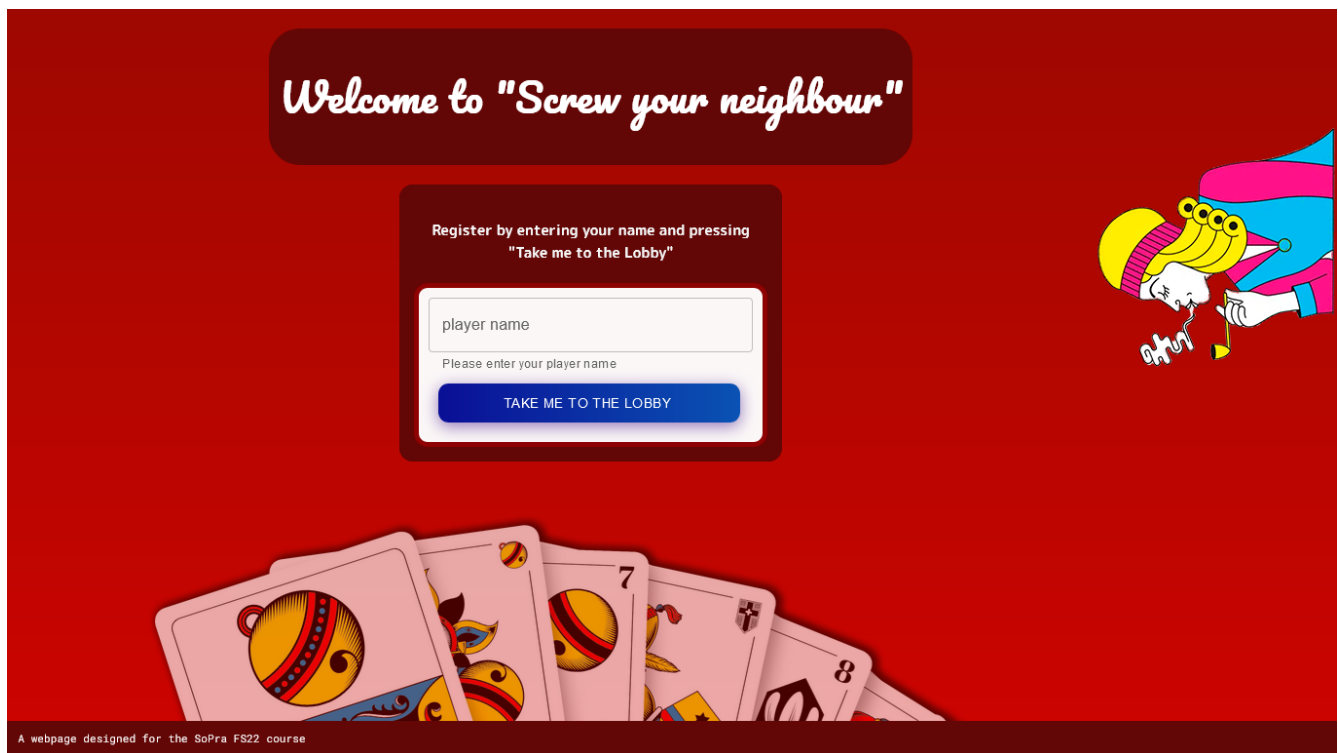 Welcome to "Screw your neighbour"
Register by entering your name and pressing
"Take me to the Lobby"
player name
Please enter your player name
TAKE ME TO THE LOBBY
7
8
A webpage designed for the SoPra FS22 course